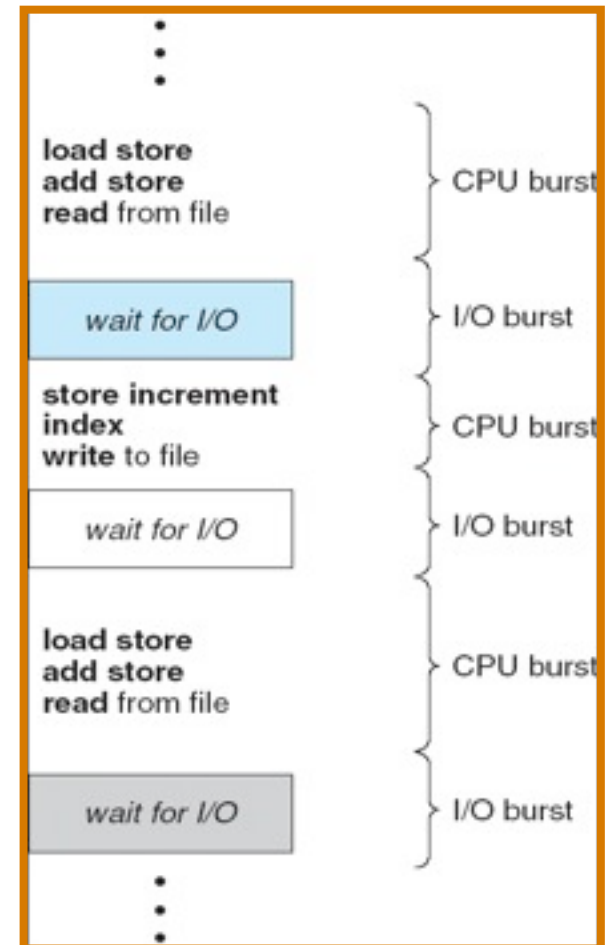 load store
add store
read from file
CPU burst
wait for I/O
I/O burst
store increment
index
write to file
CPU burst
wait for I/O
I/O burst
load store
add store
read from file
CPU burst
wait for I/O
I/O burst